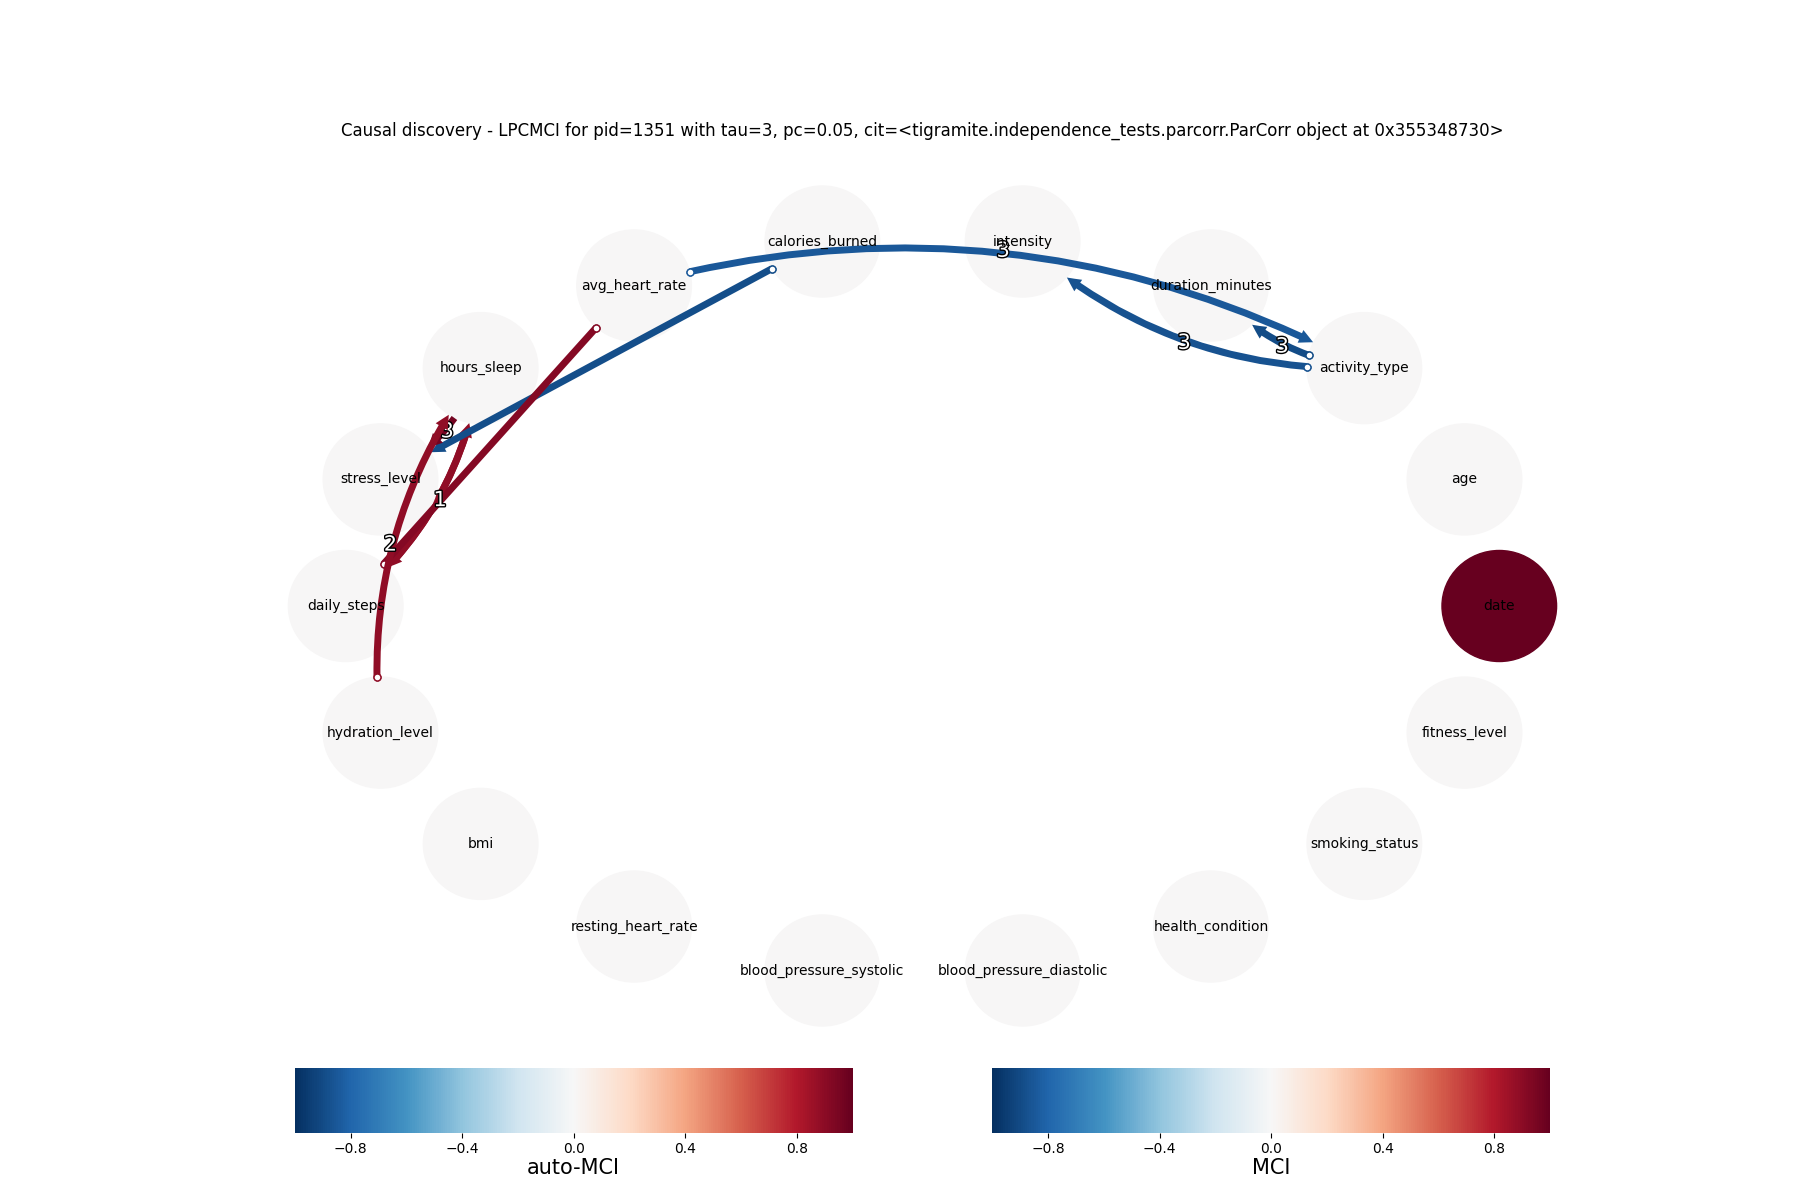 Causal discovery - LPCMCI for pid=1351 with tau=3, pc=0.05, cit=<tigramite.independence_tests.parcorr.ParCorr object at 0x355348730>
calories_burned
intensity
3
avg_heart_rate
duration_minutes
3
3
hours_sleep
activity_type
3
stress_level
age
1
2
daily_steps
date
hydration_level
fitness_level
bmi
smoking_status
resting_heart_rate
health_condition
blood_pressure_systolic
blood_pressure_diastolic
−0.8 −0.4 0.0 0.4 0.8
auto-MCI
−0.8 −0.4 0.0 0.4 0.8
MCI